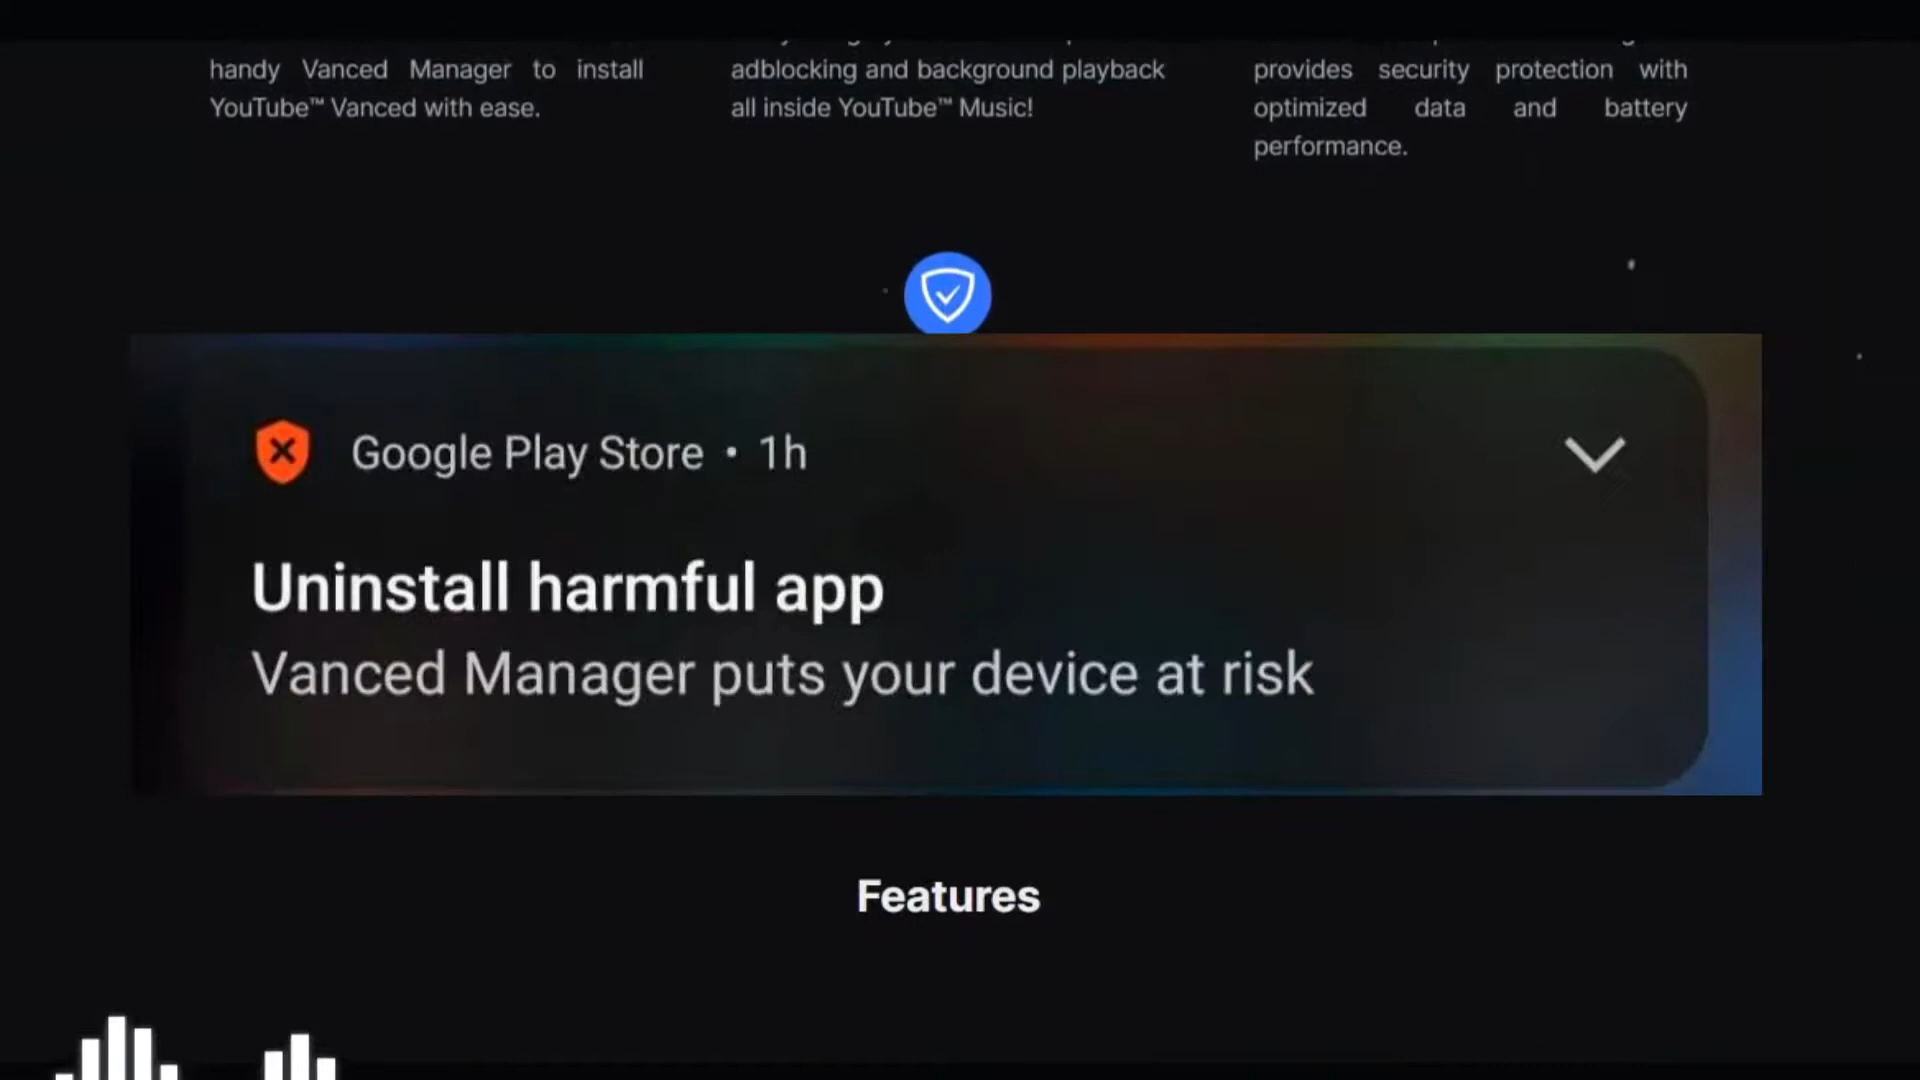 handy Vanced Manager to install
YouTube™ Vanced with ease.
adblocking and background playback
all inside YouTube™ Music!
provides security protection with
optimized data and battery
performance.
Google Play Store • 1h
Uninstall harmful app
Vanced Manager puts your device at risk
Features